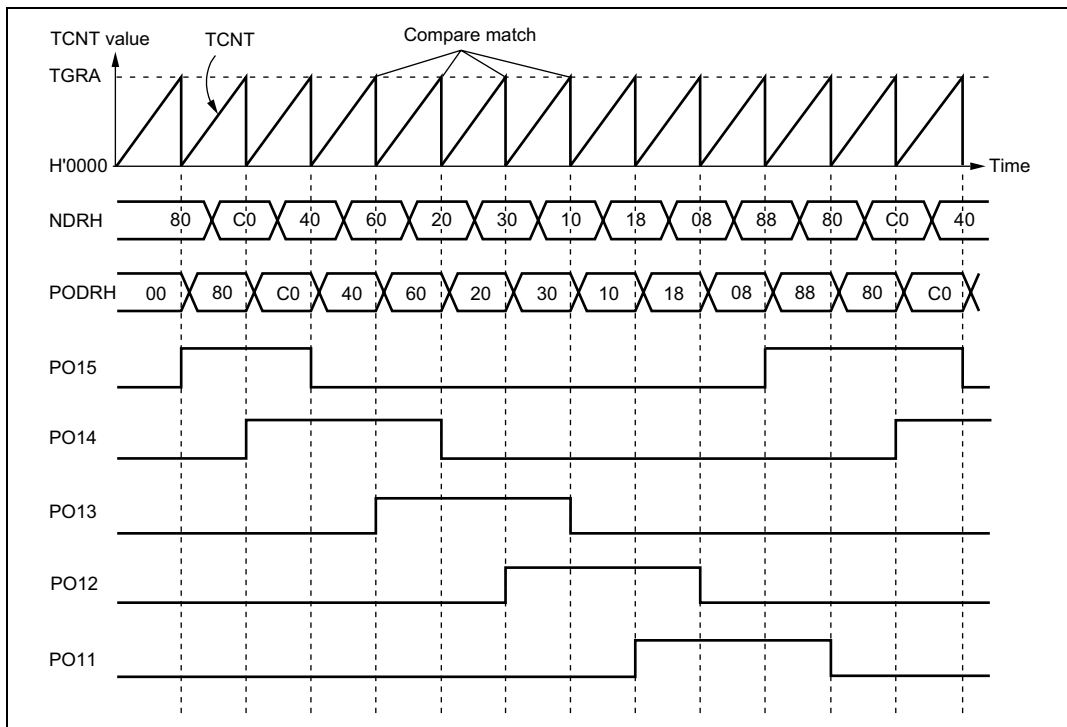 TCNT value
TCNT
Compare match
TGRA
H'0000
Time
NDRH 80 C0 40 60 20 30 10 18 08 88 80 C0 40
PODRH 00 80 C0 40 60 20 30 10 18 08 88 80 C0
PO15
PO14
PO13
PO12
PO11